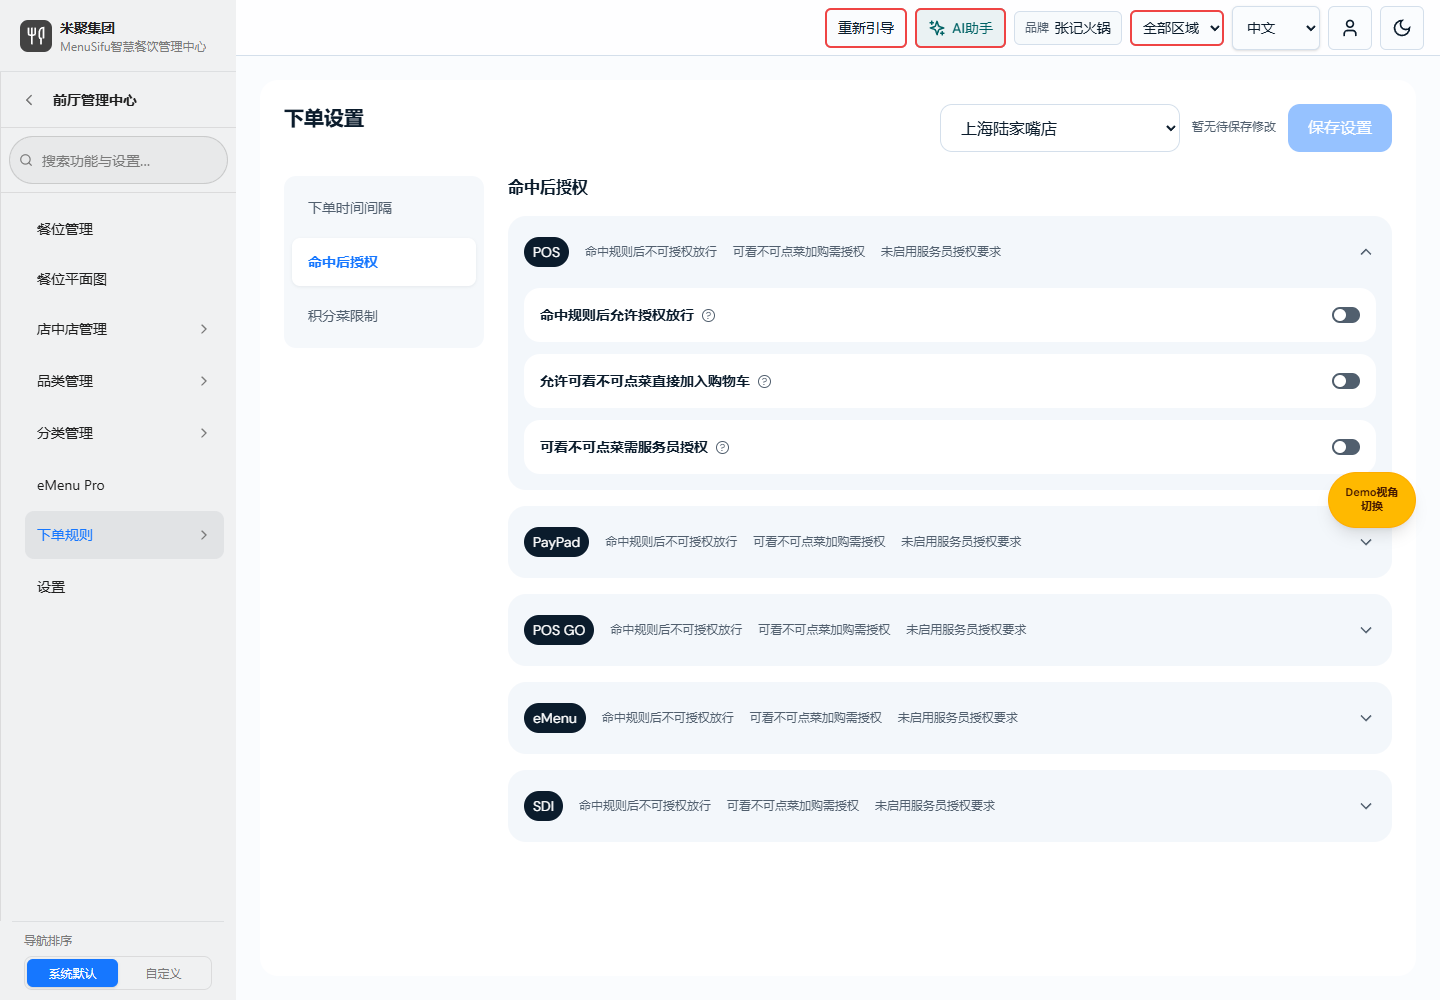 米聚集团
MenuSifu智慧餐饮管理中心
重新引导
AI助手
品牌 张记火锅
全部区域
中文
前厅管理中心
搜索功能与设置...
餐位管理
餐位平面图
店中店管理
品类管理
分类管理
eMenu Pro
下单规则
设置
导航排序
系统默认
自定义
下单设置
上海陆家嘴店
暂无待保存修改
保存设置
下单时间间隔
命中后授权
积分菜限制
命中后授权
POS 命中规则后不可授权放行 可看不可点菜加购需授权 未启用服务员授权要求
命中规则后允许授权放行
允许可看不可点菜直接加入购物车
可看不可点菜需服务员授权
Demo视角
切换
PayPad 命中规则后不可授权放行 可看不可点菜加购需授权 未启用服务员授权要求
POS GO 命中规则后不可授权放行 可看不可点菜加购需授权 未启用服务员授权要求
eMenu 命中规则后不可授权放行 可看不可点菜加购需授权 未启用服务员授权要求
SDI 命中规则后不可授权放行 可看不可点菜加购需授权 未启用服务员授权要求